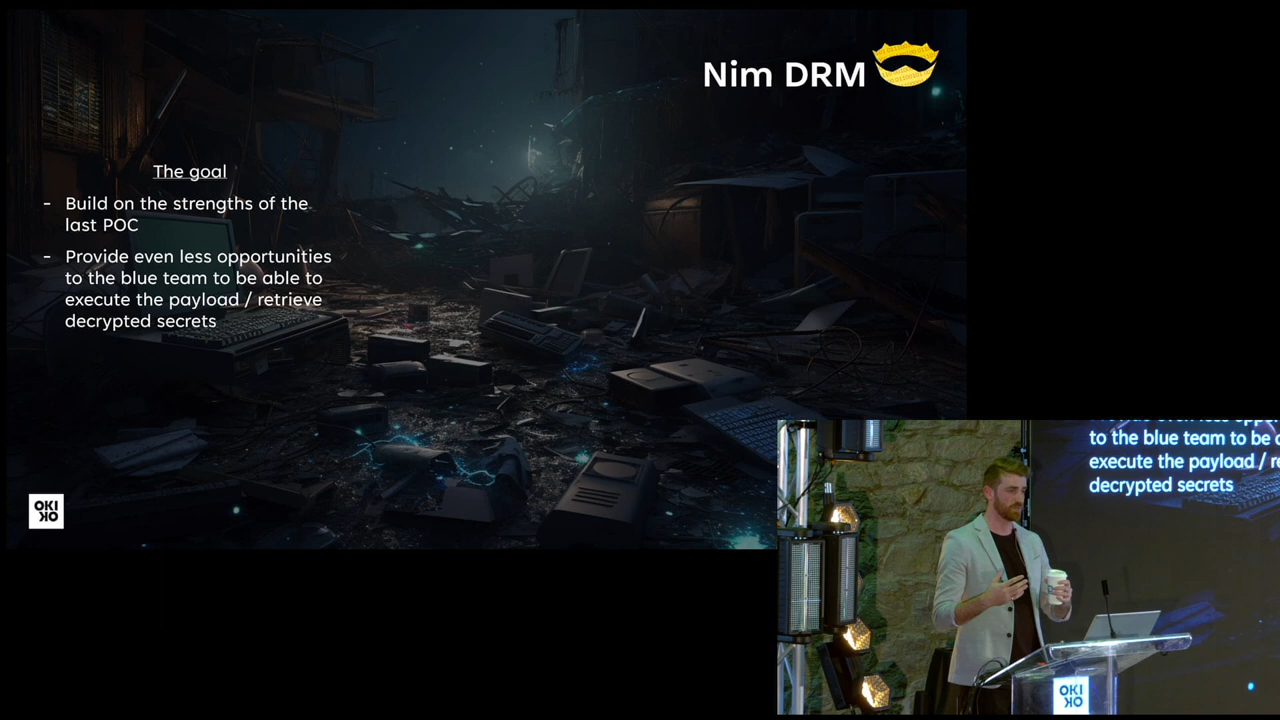 Nim DRM
The goal
- Build on the strengths of the
last POC
- Provide even less opportunities
to the blue team to be able to
execute the payload / retrieve
decrypted secrets
OKI
to the blue team to be
execute the payload / r
decrypted secrets
OKI